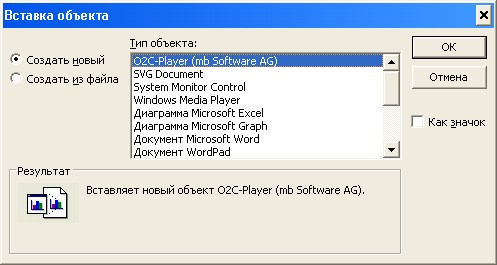 Вставка объекта
Тип объекта:
Создать новый
Создать из файла
O2C-Player (mb Software AG)
SVG Document
System Monitor Control
Windows Media Player
Диаграмма Microsoft Excel
Диаграмма Microsoft Graph
Документ Microsoft Word
Документ WordPad
ОК
Отмена
Как значок
Результат
Вставляет новый объект O2C-Player (mb Software AG).